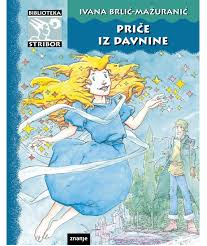 BIBLIOTEKA
STRIBOR
IVANA BRLIĆ-MAŽURANIĆ
PRIČE
IZ DAVNINE
znanje